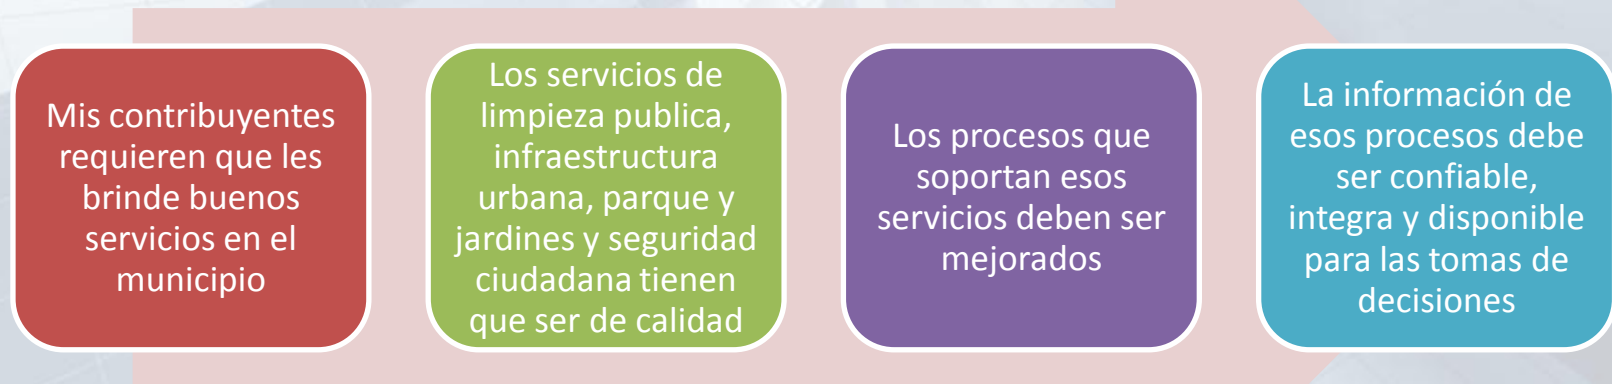 Mis contribuyentes
requieren que les
brinde buenos
servicios en el
municipio
Los servicios de
limpieza publica,
infraestructura
urbana, parque y
jardines y seguridad
ciudadana tienen
que ser de calidad
Los procesos que
soportan esos
servicios deben ser
mejorados
La información de
esos procesos debe
ser confiable,
integra y disponible
para las tomas de
decisiones